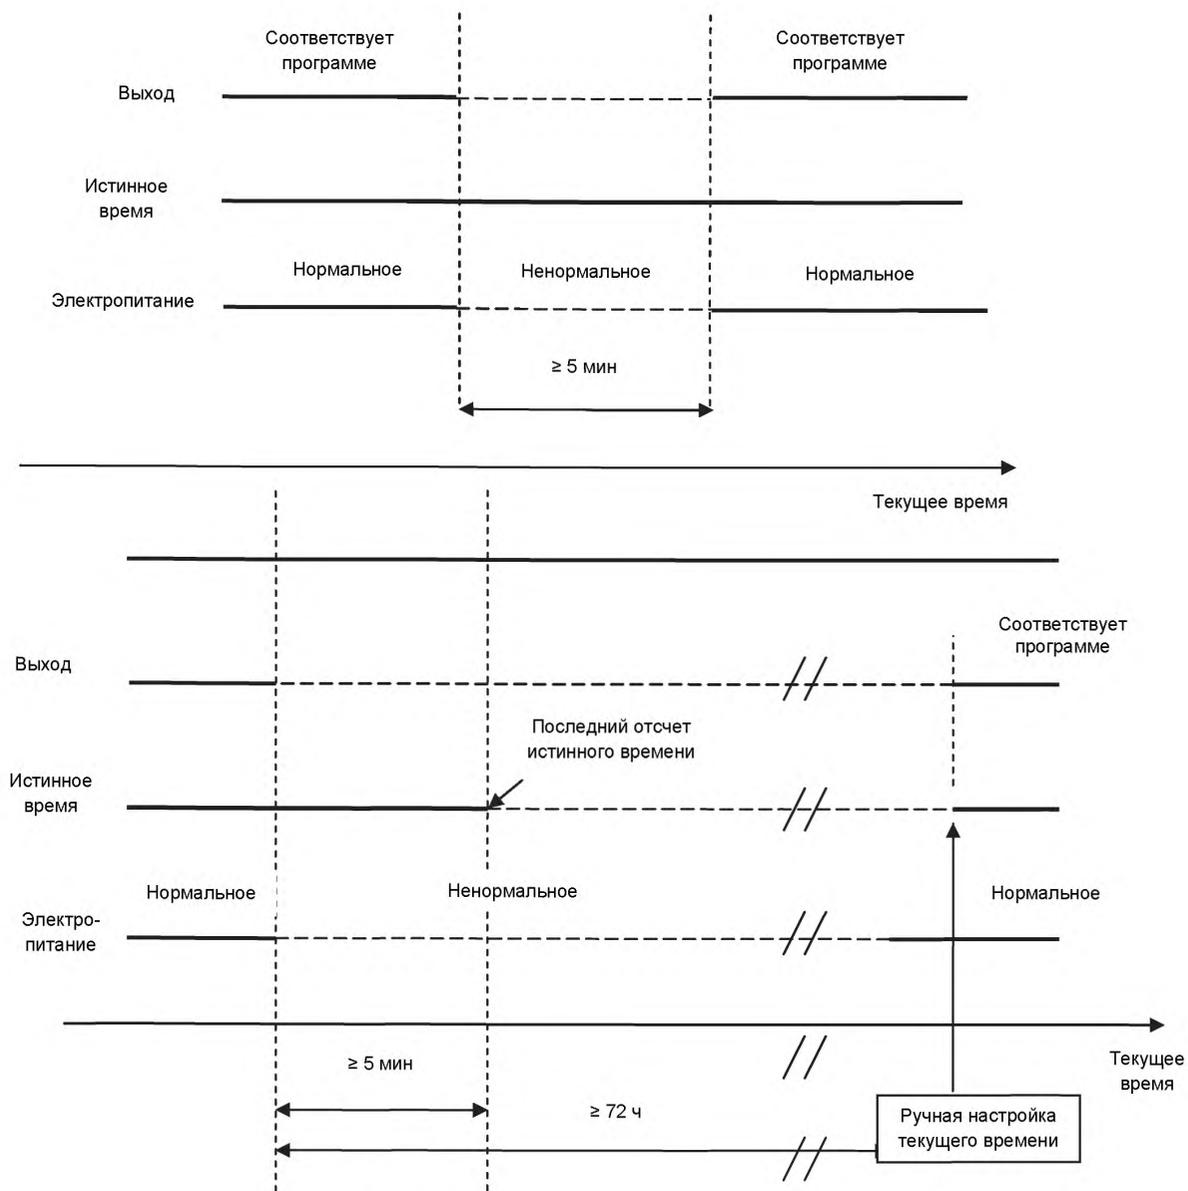 Соответствует
программе
Соответствует
программе
Выход
Истинное
время
Нормальное
Ненормальное
Нормальное
Электропитание
≥ 5 мин
Текущее время
Соответствует
программе
Выход
Последний отсчет
истинного времени
Истинное
время
Нормальное
Ненормальное
Нормальное
Электро-
питание
Текущее
время
≥ 5 мин
≥ 72 ч
Ручная настройка
текущего времени